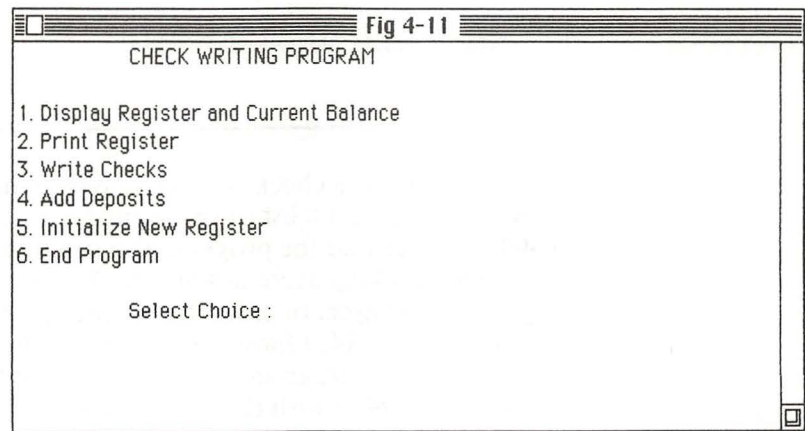 Fig 4-11
CHECK WRITING PROGRAM
1. Display Register and Current Balance
2. Print Register
3. Write Checks
4. Add Deposits
5. Initialize New Register
6. End Program
Select Choice :